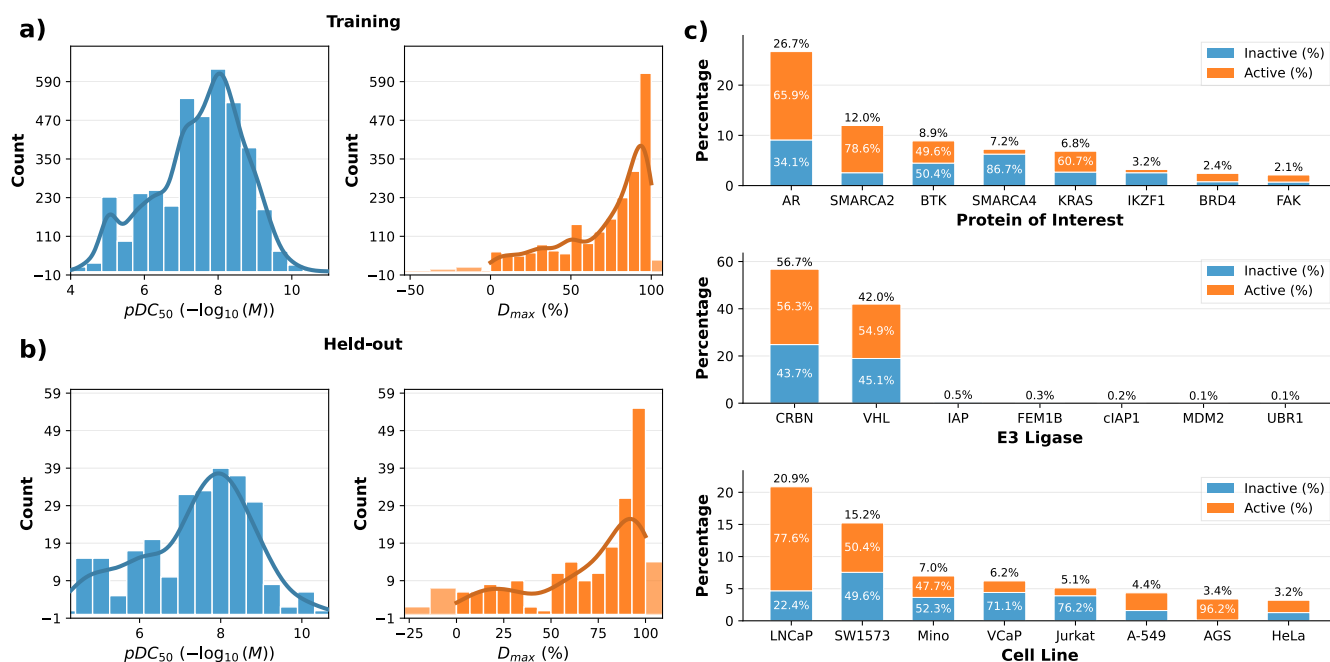 a)
Training
590
470
350
230
110
−10
Count
4
6
8
10
pDC50 (−log10(M))
590
470
350
230
110
−10
Count
−50
0
50
100
Dmax (%)
b)
Held-out
59
49
39
29
19
9
−1
Count
6
8
10
pDC50 (−log10(M))
59
49
39
29
19
9
−1
Count
−25
0
25
50
75
100
Dmax (%)
c)
Inactive (%)
Active (%)
Percentage
20
10
0
26.7%
65.9%
34.1%
12.0%
78.6%
8.9%
49.6%
50.4%
7.2%
86.7%
6.8%
60.7%
3.2%
2.4%
2.1%
AR
SMARCA2
BTK
SMARCA4
KRAS
IKZF1
BRD4
FAK
Protein of Interest
Inactive (%)
Active (%)
Percentage
60
40
20
0
56.7%
56.3%
43.7%
42.0%
54.9%
45.1%
0.5%
0.3%
0.2%
0.1%
0.1%
CRBN
VHL
IAP
FEM1B
cIAP1
MDM2
UBR1
E3 Ligase
Inactive (%)
Active (%)
Percentage
25
20
15
10
5
0
20.9%
77.6%
22.4%
15.2%
50.4%
49.6%
7.0%
47.7%
52.3%
6.2%
71.1%
5.1%
76.2%
4.4%
3.4%
96.2%
3.2%
LNCaP
SW1573
Mino
VCaP
Jurkat
A-549
AGS
HeLa
Cell Line